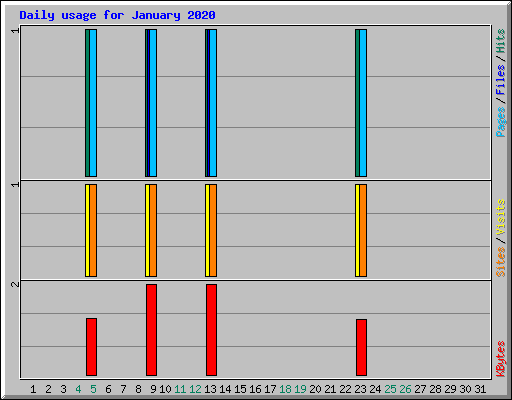 Daily usage for January 2020
1
1
2
Pages/Files/Hits
Sites/Visits
KBytes
1 2 3 4 5 6 7 8 9 10 11 12 13 14 15 16 17 18 19 20 21 22 23 24 25 26 27 28 29 30 31